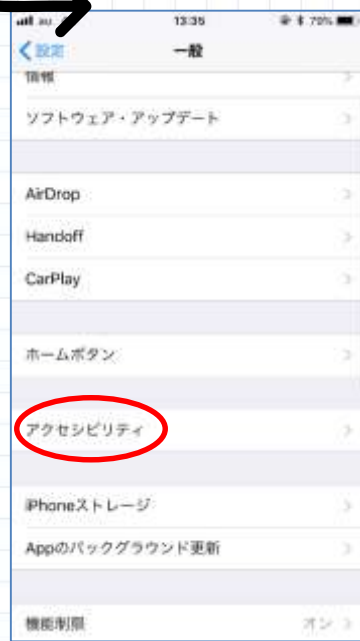 au 13:35 79%
設定 一般
情報
ソフトウェア・アップデート
AirDrop
Handoff
CarPlay
ホームボタン
アクセシビリティ
iPhoneストレージ
Appのバックグラウンド更新
機能制限 オン